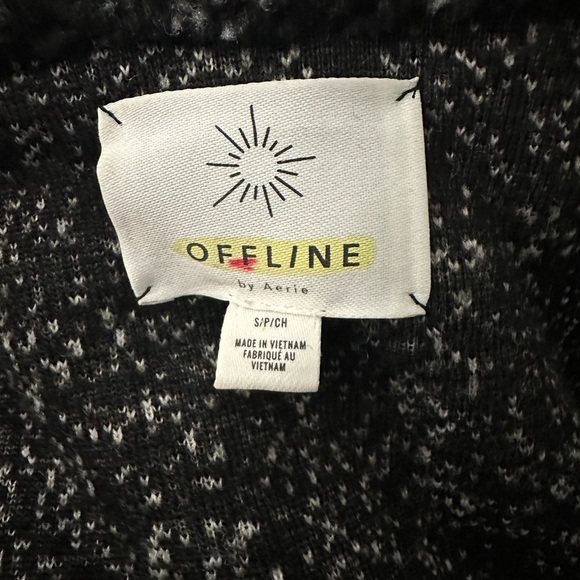 OFFLINE
by Aerie
S/P/CH
MADE IN VIETNAM
FABRIQUÉ AU
VIETNAM